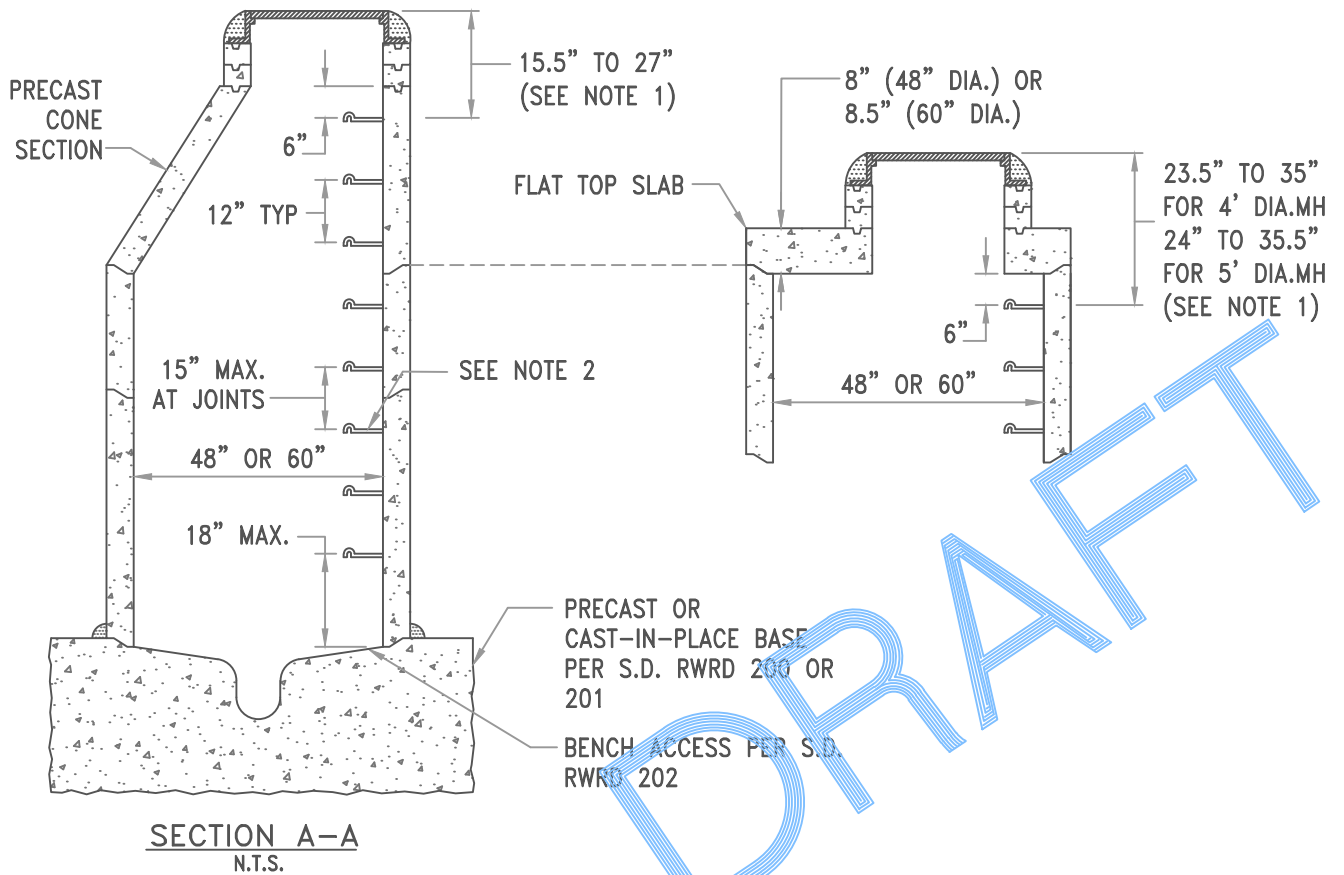 PRECAST
CONE
SECTION
15.5” TO 27”
(SEE NOTE 1)
6”
12” TYP
15” MAX.
AT JOINTS
SEE NOTE 2
48” OR 60”
18” MAX.
PRECAST OR
CAST-IN-PLACE BASE
PER S.D. RWRD 200 OR
201
BENCH ACCESS PER S.D.
RWRD 202
SECTION A-A
N.T.S.
8” (48” DIA.) OR
8.5” (60” DIA.)
FLAT TOP SLAB
23.5” TO 35”
FOR 4’ DIA.MH
24” TO 35.5”
FOR 5’ DIA.MH
(SEE NOTE 1)
6”
48” OR 60”
DRAFT